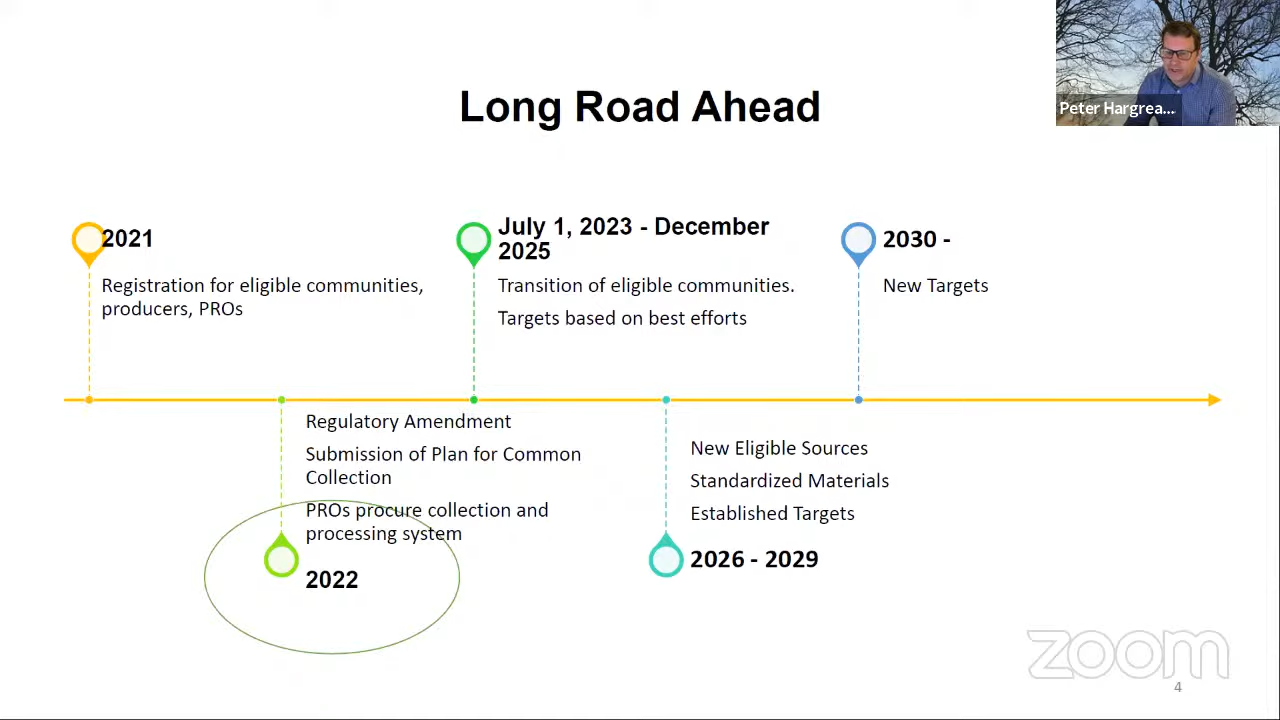 Long Road Ahead
Peter Hargrea...
2021
Registration for eligible communities,
producers, PROs
July 1, 2023 - December
2025
Transition of eligible communities.
Targets based on best efforts
2030 -
New Targets
Regulatory Amendment
Submission of Plan for Common
Collection
PROs procure collection and
processing system
2022
New Eligible Sources
Standardized Materials
Established Targets
2026 - 2029
zoom
4